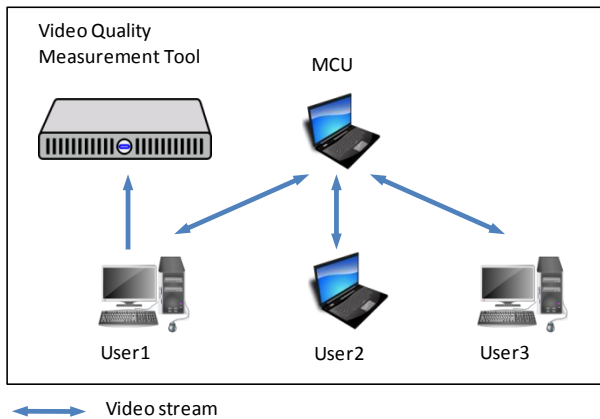 Video Quality
Measurement Tool
MCU
User1
User2
User3
Video stream